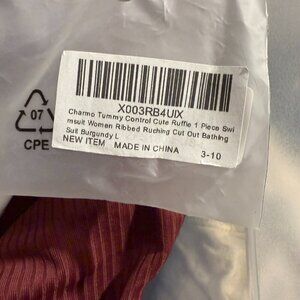 X003RB4UIX
Charmo Tummy Control Cute Ruffle 1 Piece Swi
msuit Women Ribbed Ruching Cut Out Bathing
Suit Burgundy L
NEW ITEM MADE IN CHINA 3-10
07
CPE